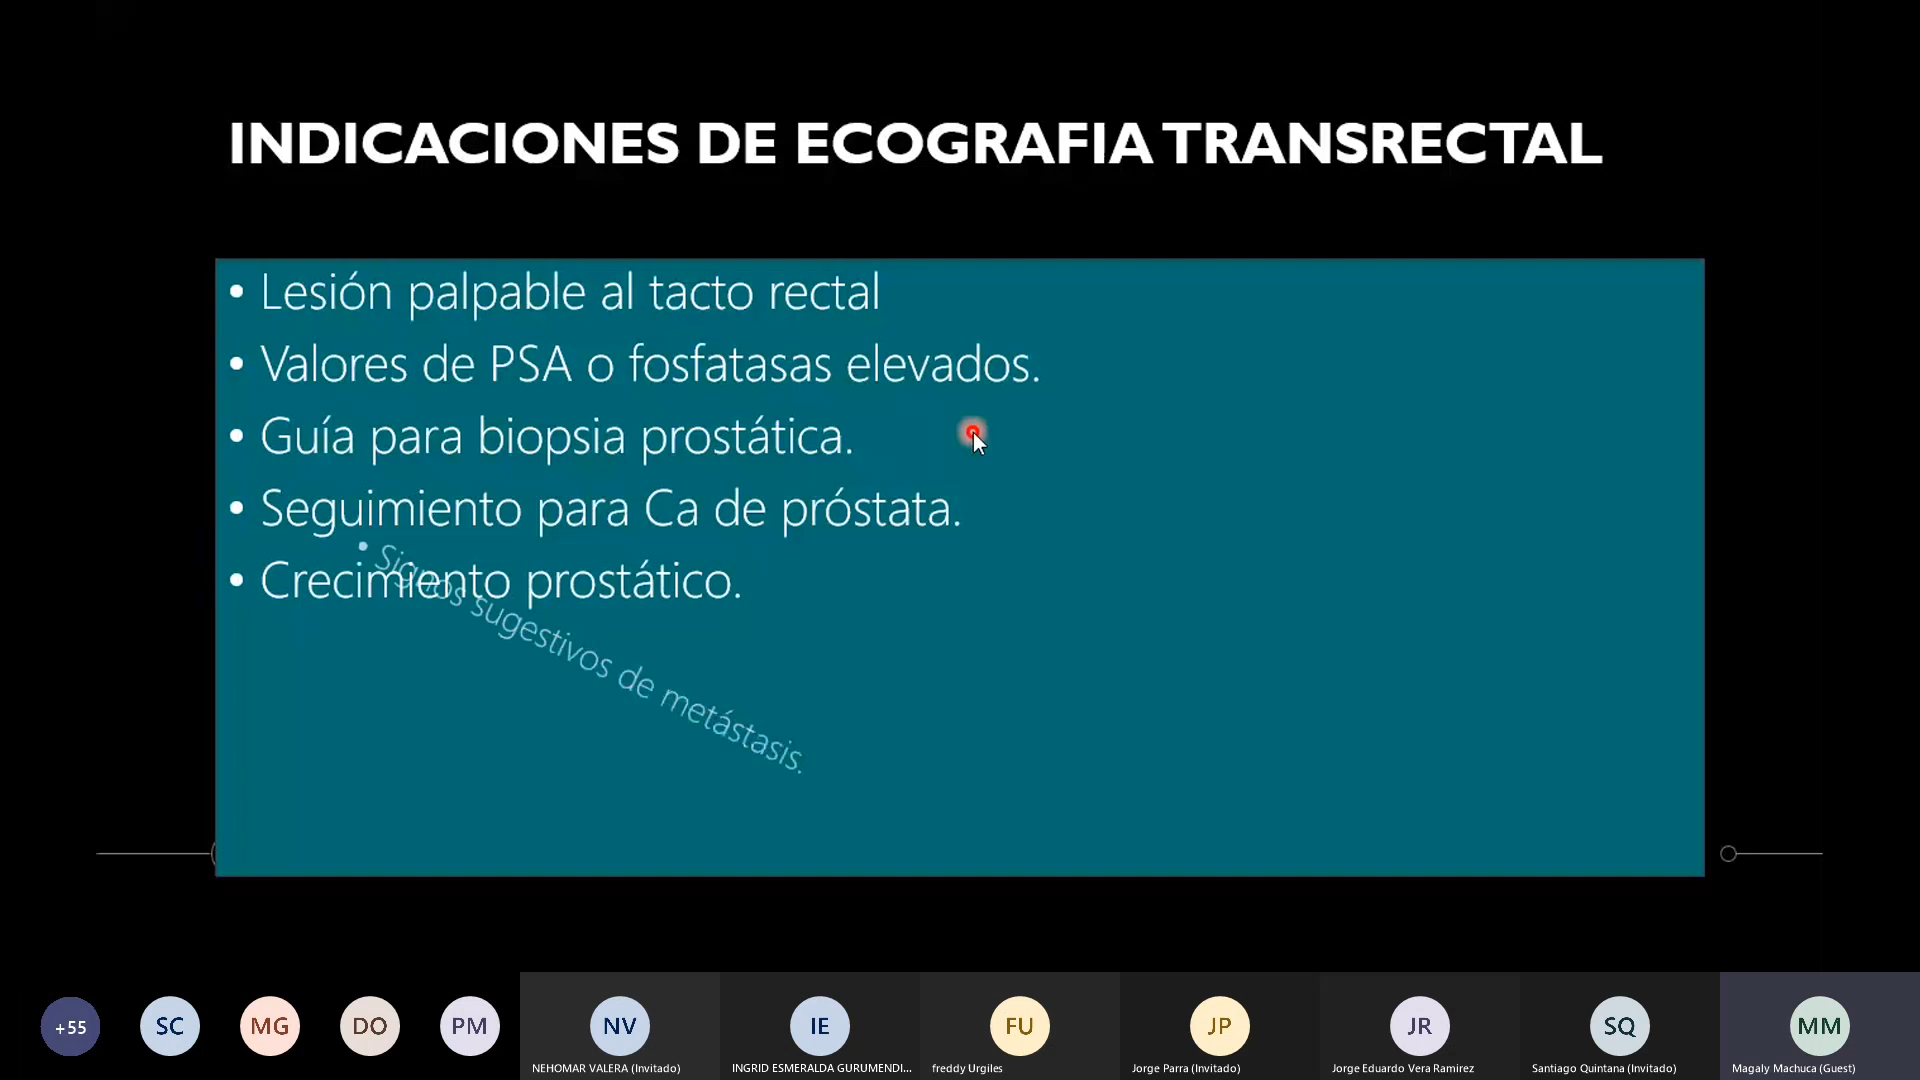 INDICACIONES DE ECOGRAFIA TRANSRECTAL
• Lesión palpable al tacto rectal
• Valores de PSA o fosfatasas elevados.
• Guía para biopsia prostática.
• Seguimiento para Ca de próstata.
• Crecimiento prostático.
• Signos sugestivos de metástasis.
+55
SC
MG
DO
PM
NV
IE
FU
JP
JR
SQ
MM
NEHOMAR VALERA (Invitado)
INGRID ESMERALDA GURUMENDI...
freddy Urgiles
Jorge Parra (Invitado)
Jorge Eduardo Vera Ramirez
Santiago Quintana (Invitado)
Magaly Machuca (Guest)